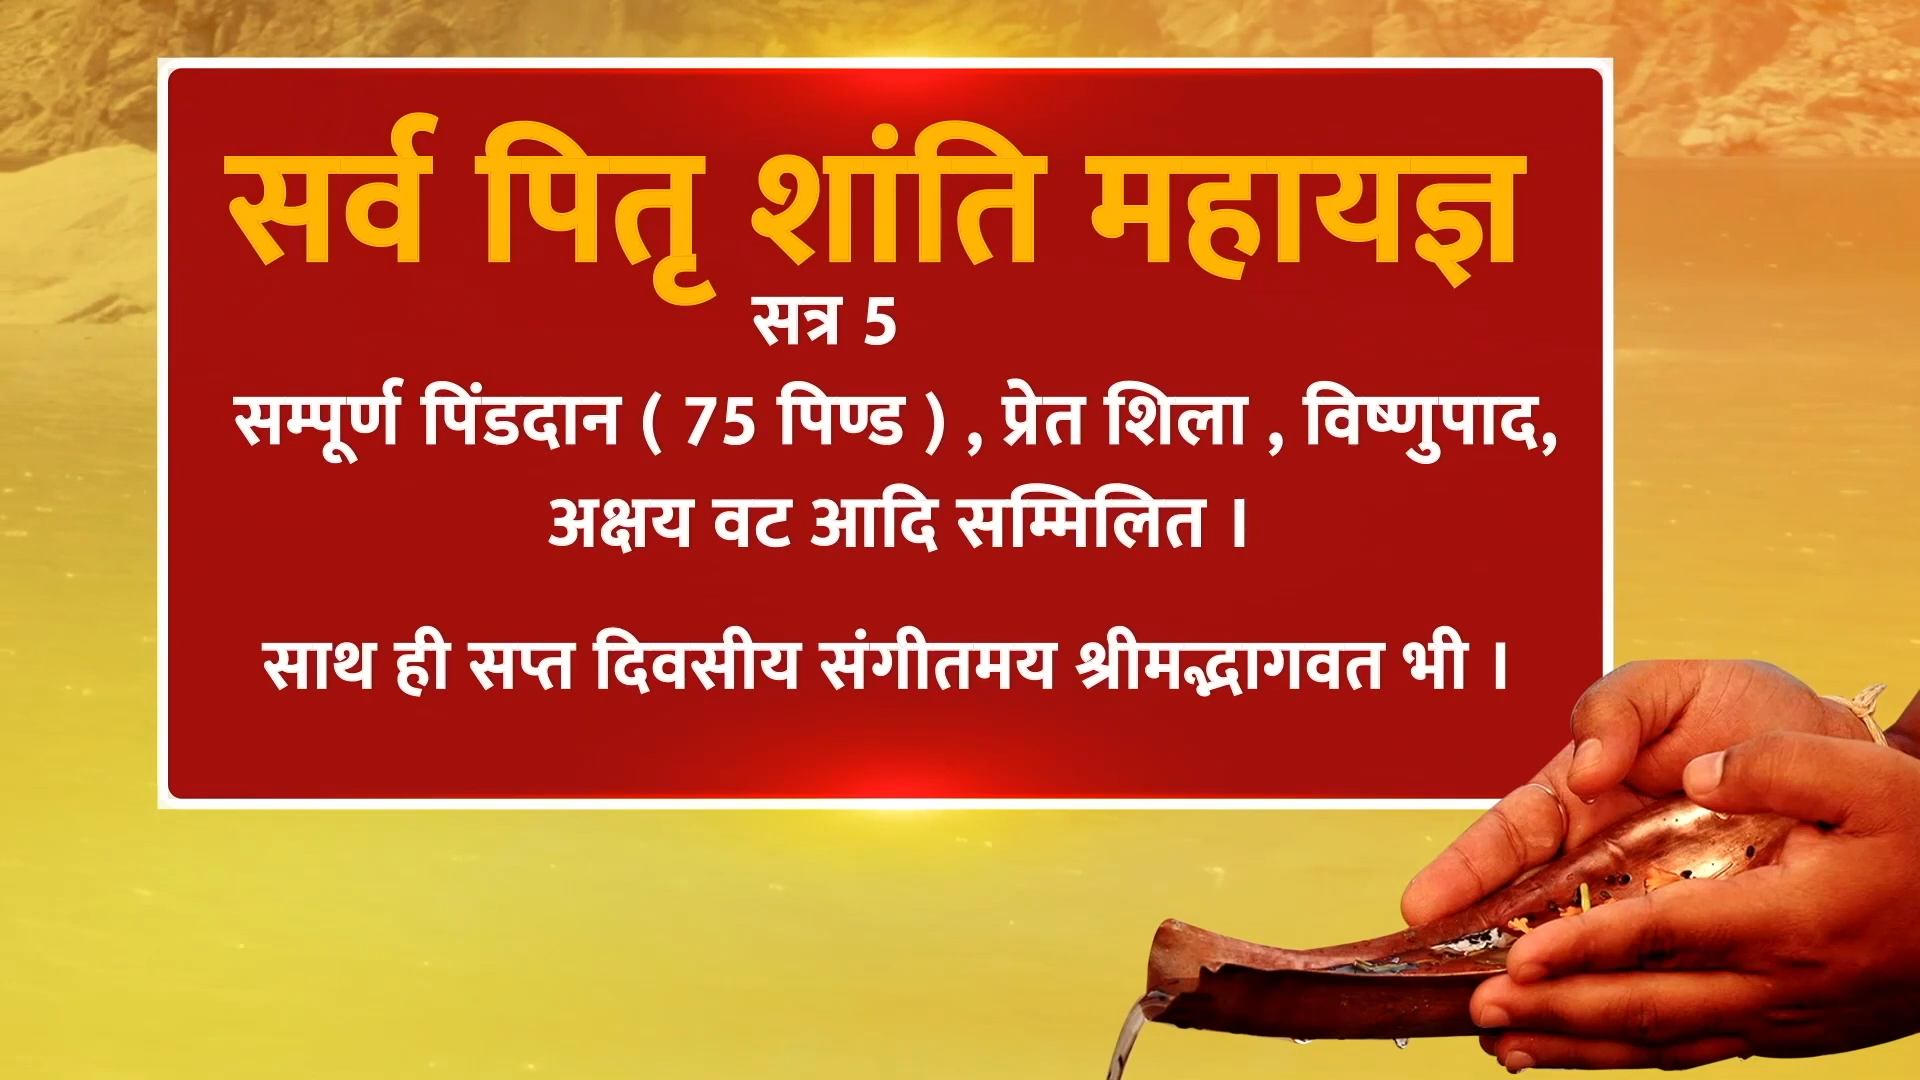 सर्व पितृ शांति महायज्ञ
सत्र 5
सम्पूर्ण पिंडदान ( 75 पिण्ड ) , प्रेत शिला , विष्णुपाद,
अक्षय वट आदि सम्मिलित ।
साथ ही सप्त दिवसीय संगीतमय श्रीमद्भागवत भी ।